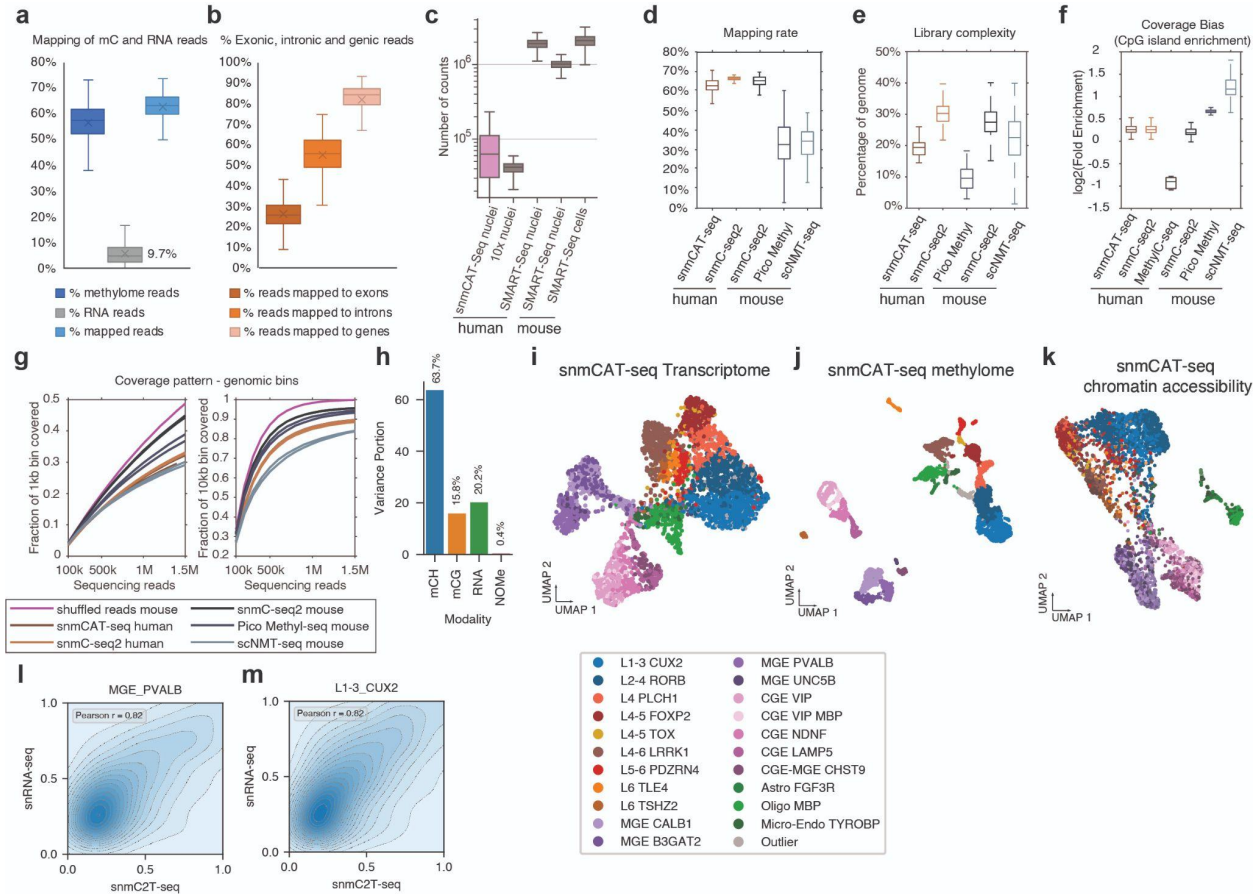 a
Mapping of mC and RNA reads
80%
70%
60%
50%
40%
30%
20%
10%
0%
9.7%
% methylome reads
% RNA reads
% mapped reads
b
% Exonic, intronic and genic reads
100%
90%
80%
70%
60%
50%
40%
30%
20%
10%
0%
% reads mapped to exons
% reads mapped to introns
% reads mapped to genes
c
Number of counts
10^6
10^5
snmCAT-Seq nuclei
10x nuclei
SMART-Seq nuclei
SMART-Seq nuclei
SMART-Seq cells
human
mouse
d
Mapping rate
80%
70%
60%
50%
40%
30%
20%
10%
0%
snmCAT-seq
snmC-seq2
snmC-seq2
Pico Methyl
scNMT-seq
human
mouse
e
Library complexity
Percentage of genome
50%
40%
30%
20%
10%
0%
snmCAT-seq
snmC-seq2
Pico Methyl
snmC-seq2
scNMT-seq
human
mouse
f
Coverage Bias
(CpG island enrichment)
log2(Fold Enrichment)
2
1.5
1
0.5
0
-0.5
-1
-1.5
snmCAT-seq
snmC-seq2
MethylC-seq
snmC-seq2
Pico Methyl
scNMT-seq
human
mouse
g
Coverage pattern - genomic bins
Fraction of 1kb bin covered
0.5
0.4
0.3
0.2
0.1
0
100k
500k
1M
1.5M
Sequencing reads
Fraction of 10kb bin covered
1
0.9
0.8
0.7
0.6
0.5
0.4
0.3
0.2
100k
500k
1M
1.5M
Sequencing reads
shuffled reads mouse
snmCAT-seq human
snmC-seq2 human
snmC-seq2 mouse
Pico Methyl-seq mouse
scNMT-seq mouse
h
Variance Portion
60
40
20
0
63.7%
15.8%
20.2%
0.4%
mCH
mCG
RNA
NOMe
Modality
i
snmCAT-seq Transcriptome
UMAP 2
UMAP 1
j
snmCAT-seq methylome
UMAP 2
UMAP 1
k
snmCAT-seq
chromatin accessibility
UMAP 2
UMAP 1
L1-3 CUX2
L2-4 RORB
L4 PLCH1
L4-5 FOXP2
L4-5 TOX
L4-6 LRRK1
L5-6 PDZRN4
L6 TLE4
L6 TSHZ2
MGE CALB1
MGE B3GAT2
MGE PVALB
MGE UNC5B
CGE VIP
CGE VIP MBP
CGE NDNF
CGE LAMP5
CGE-MGE CHST9
Astro FGF3R
Oligo MBP
Micro-Endo TYROBP
Outlier
l
MGE_PVALB
Pearson r = 0.82
snRNA-seq
1.0
0.5
0.0
0.0
0.5
1.0
snmC2T-seq
m
L1-3_CUX2
Pearson r = 0.82
snRNA-seq
1.0
0.5
0.0
0.0
0.5
1.0
snmC2T-seq